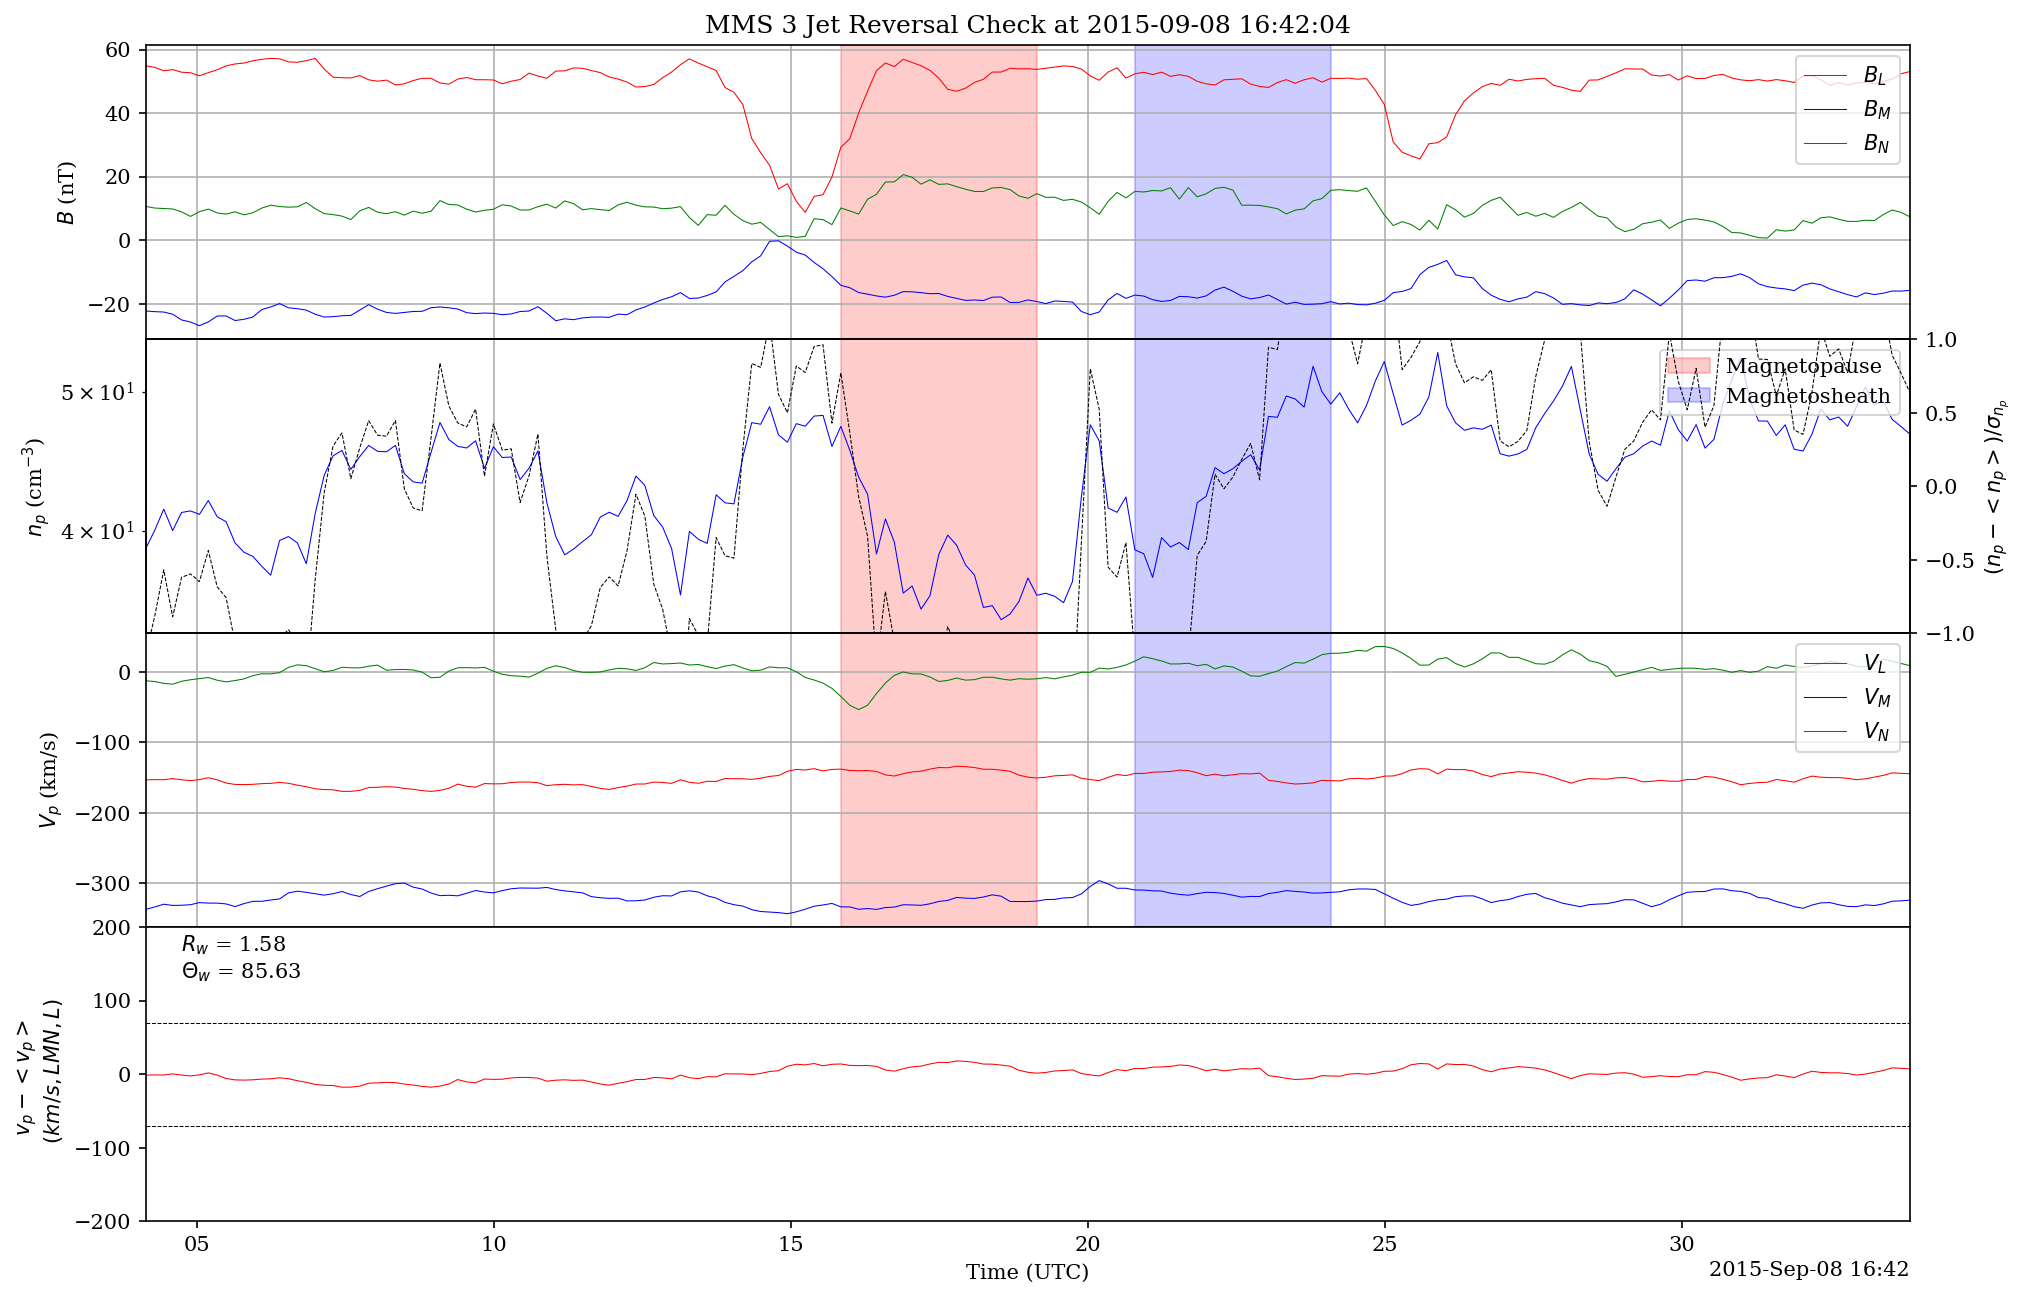 MMS 3 Jet Reversal Check at 2015-09-08 16:42:04
60
40
20
0
−20
B (nT)
B_L
B_M
B_N
5 × 10^1
4 × 10^1
n_p (cm^−3)
1.0
0.5
0.0
−0.5
−1.0
(n_p − < n_p >)/σ_{n_p}
Magnetopause
Magnetosheath
0
−100
−200
−300
V_p (km/s)
V_L
V_M
V_N
200
100
0
−100
−200
v_p − < v_p >
(km/s, LMN, L)
R_w = 1.58
Θ_w = 85.63
05 10 15 20 25 30
Time (UTC)
2015-Sep-08 16:42